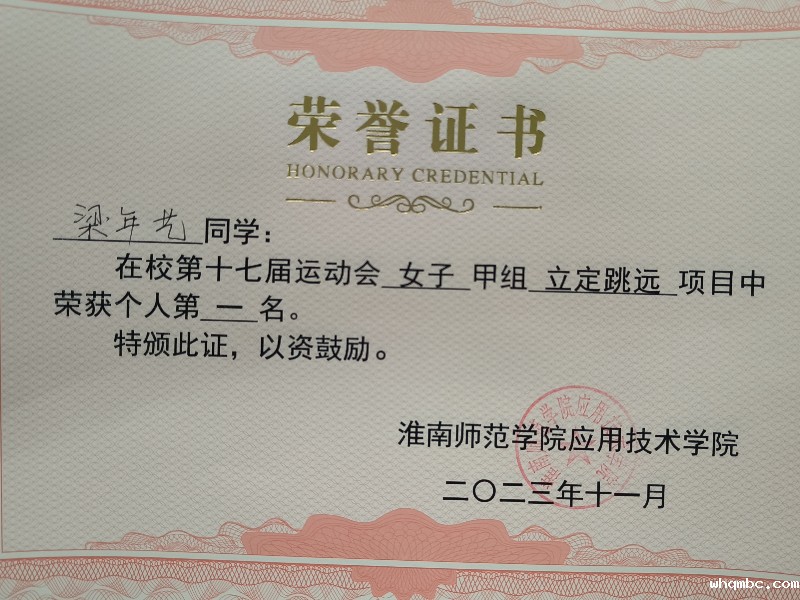 荣誉证书
HONORARY CREDENTIAL
梁年艺同学：
在校第十七届运动会女子甲组立定跳远项目中
荣获个人第一名。
特颁此证，以资鼓励。
淮南师范学院应用技术学院
二〇二三年十一月
whqmbc.com